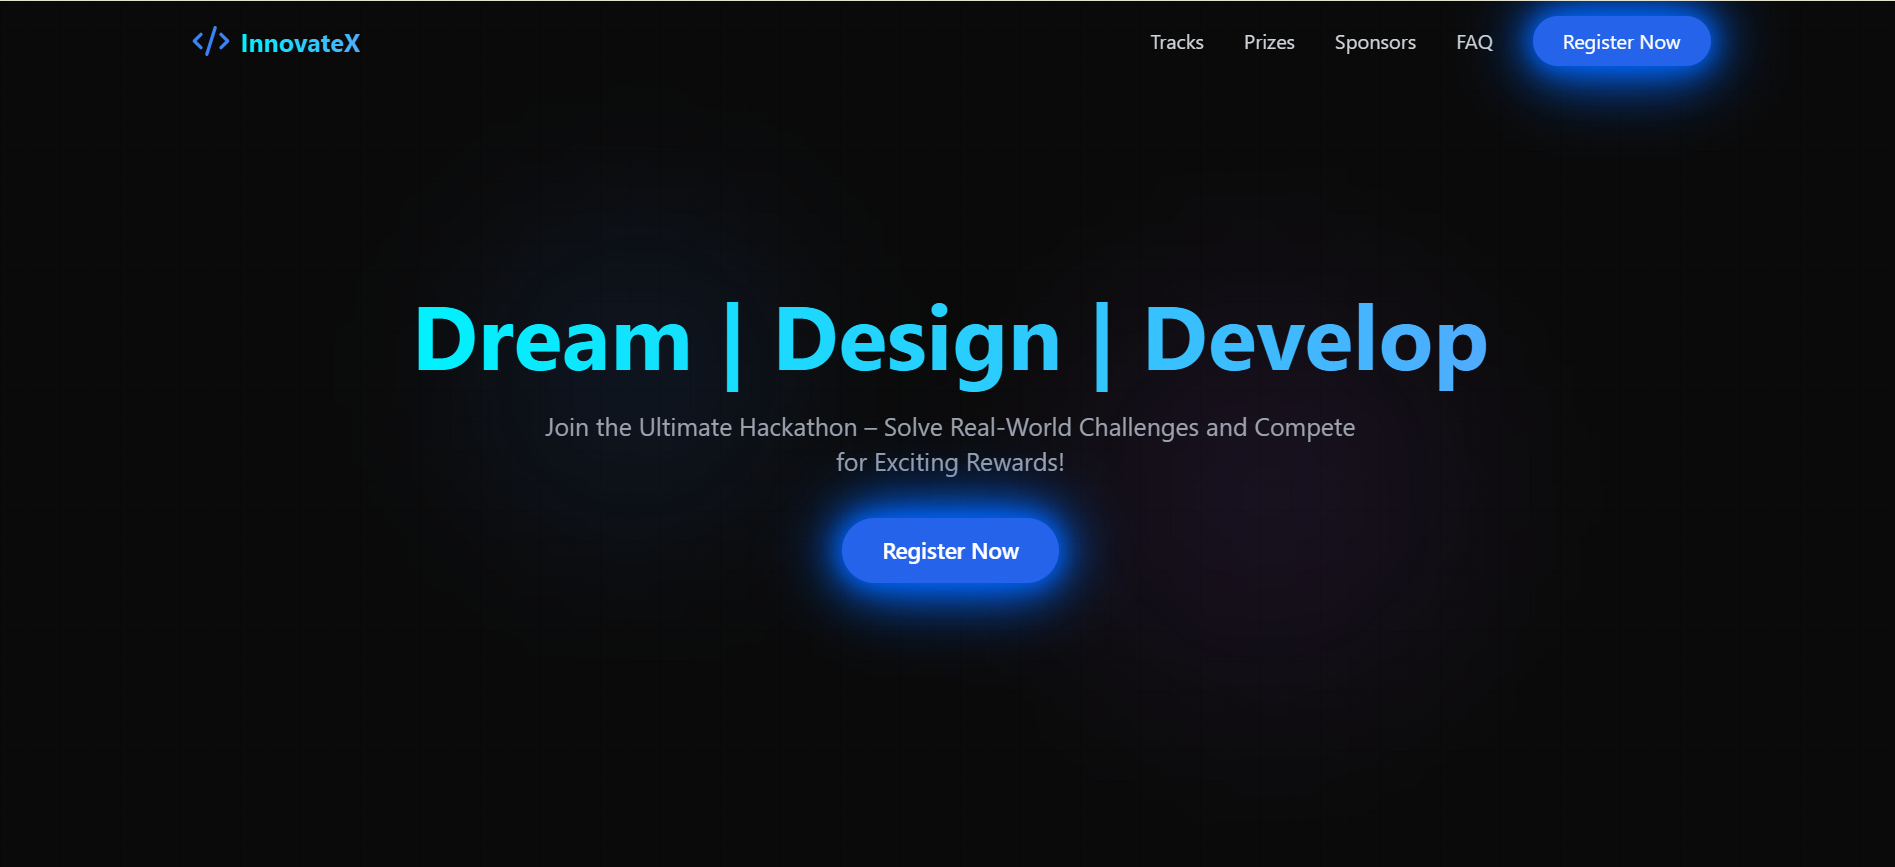 InnovateX
Tracks
Prizes
Sponsors
FAQ
Register Now
Dream | Design | Develop
Join the Ultimate Hackathon – Solve Real-World Challenges and Compete
for Exciting Rewards!
Register Now